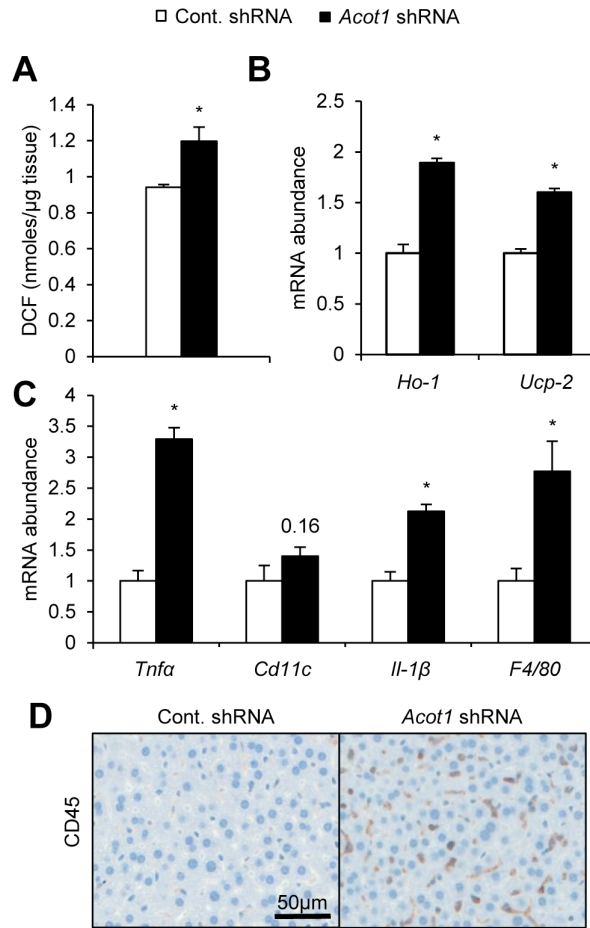 Cont. shRNA Acot1 shRNA
A
B
DCF (nmoles/µg tissue)
1.4
1.2
1
0.8
0.6
0.4
0.2
0
*
mRNA abundance
2.5
2
1.5
1
0.5
0
*
*
Ho-1 Ucp-2
C
mRNA abundance
4
3.5
3
2.5
2
1.5
1
0.5
0
*
0.16
*
*
Tnfα Cd11c Il-1β F4/80
D
Cont. shRNA Acot1 shRNA
CD45
50µm